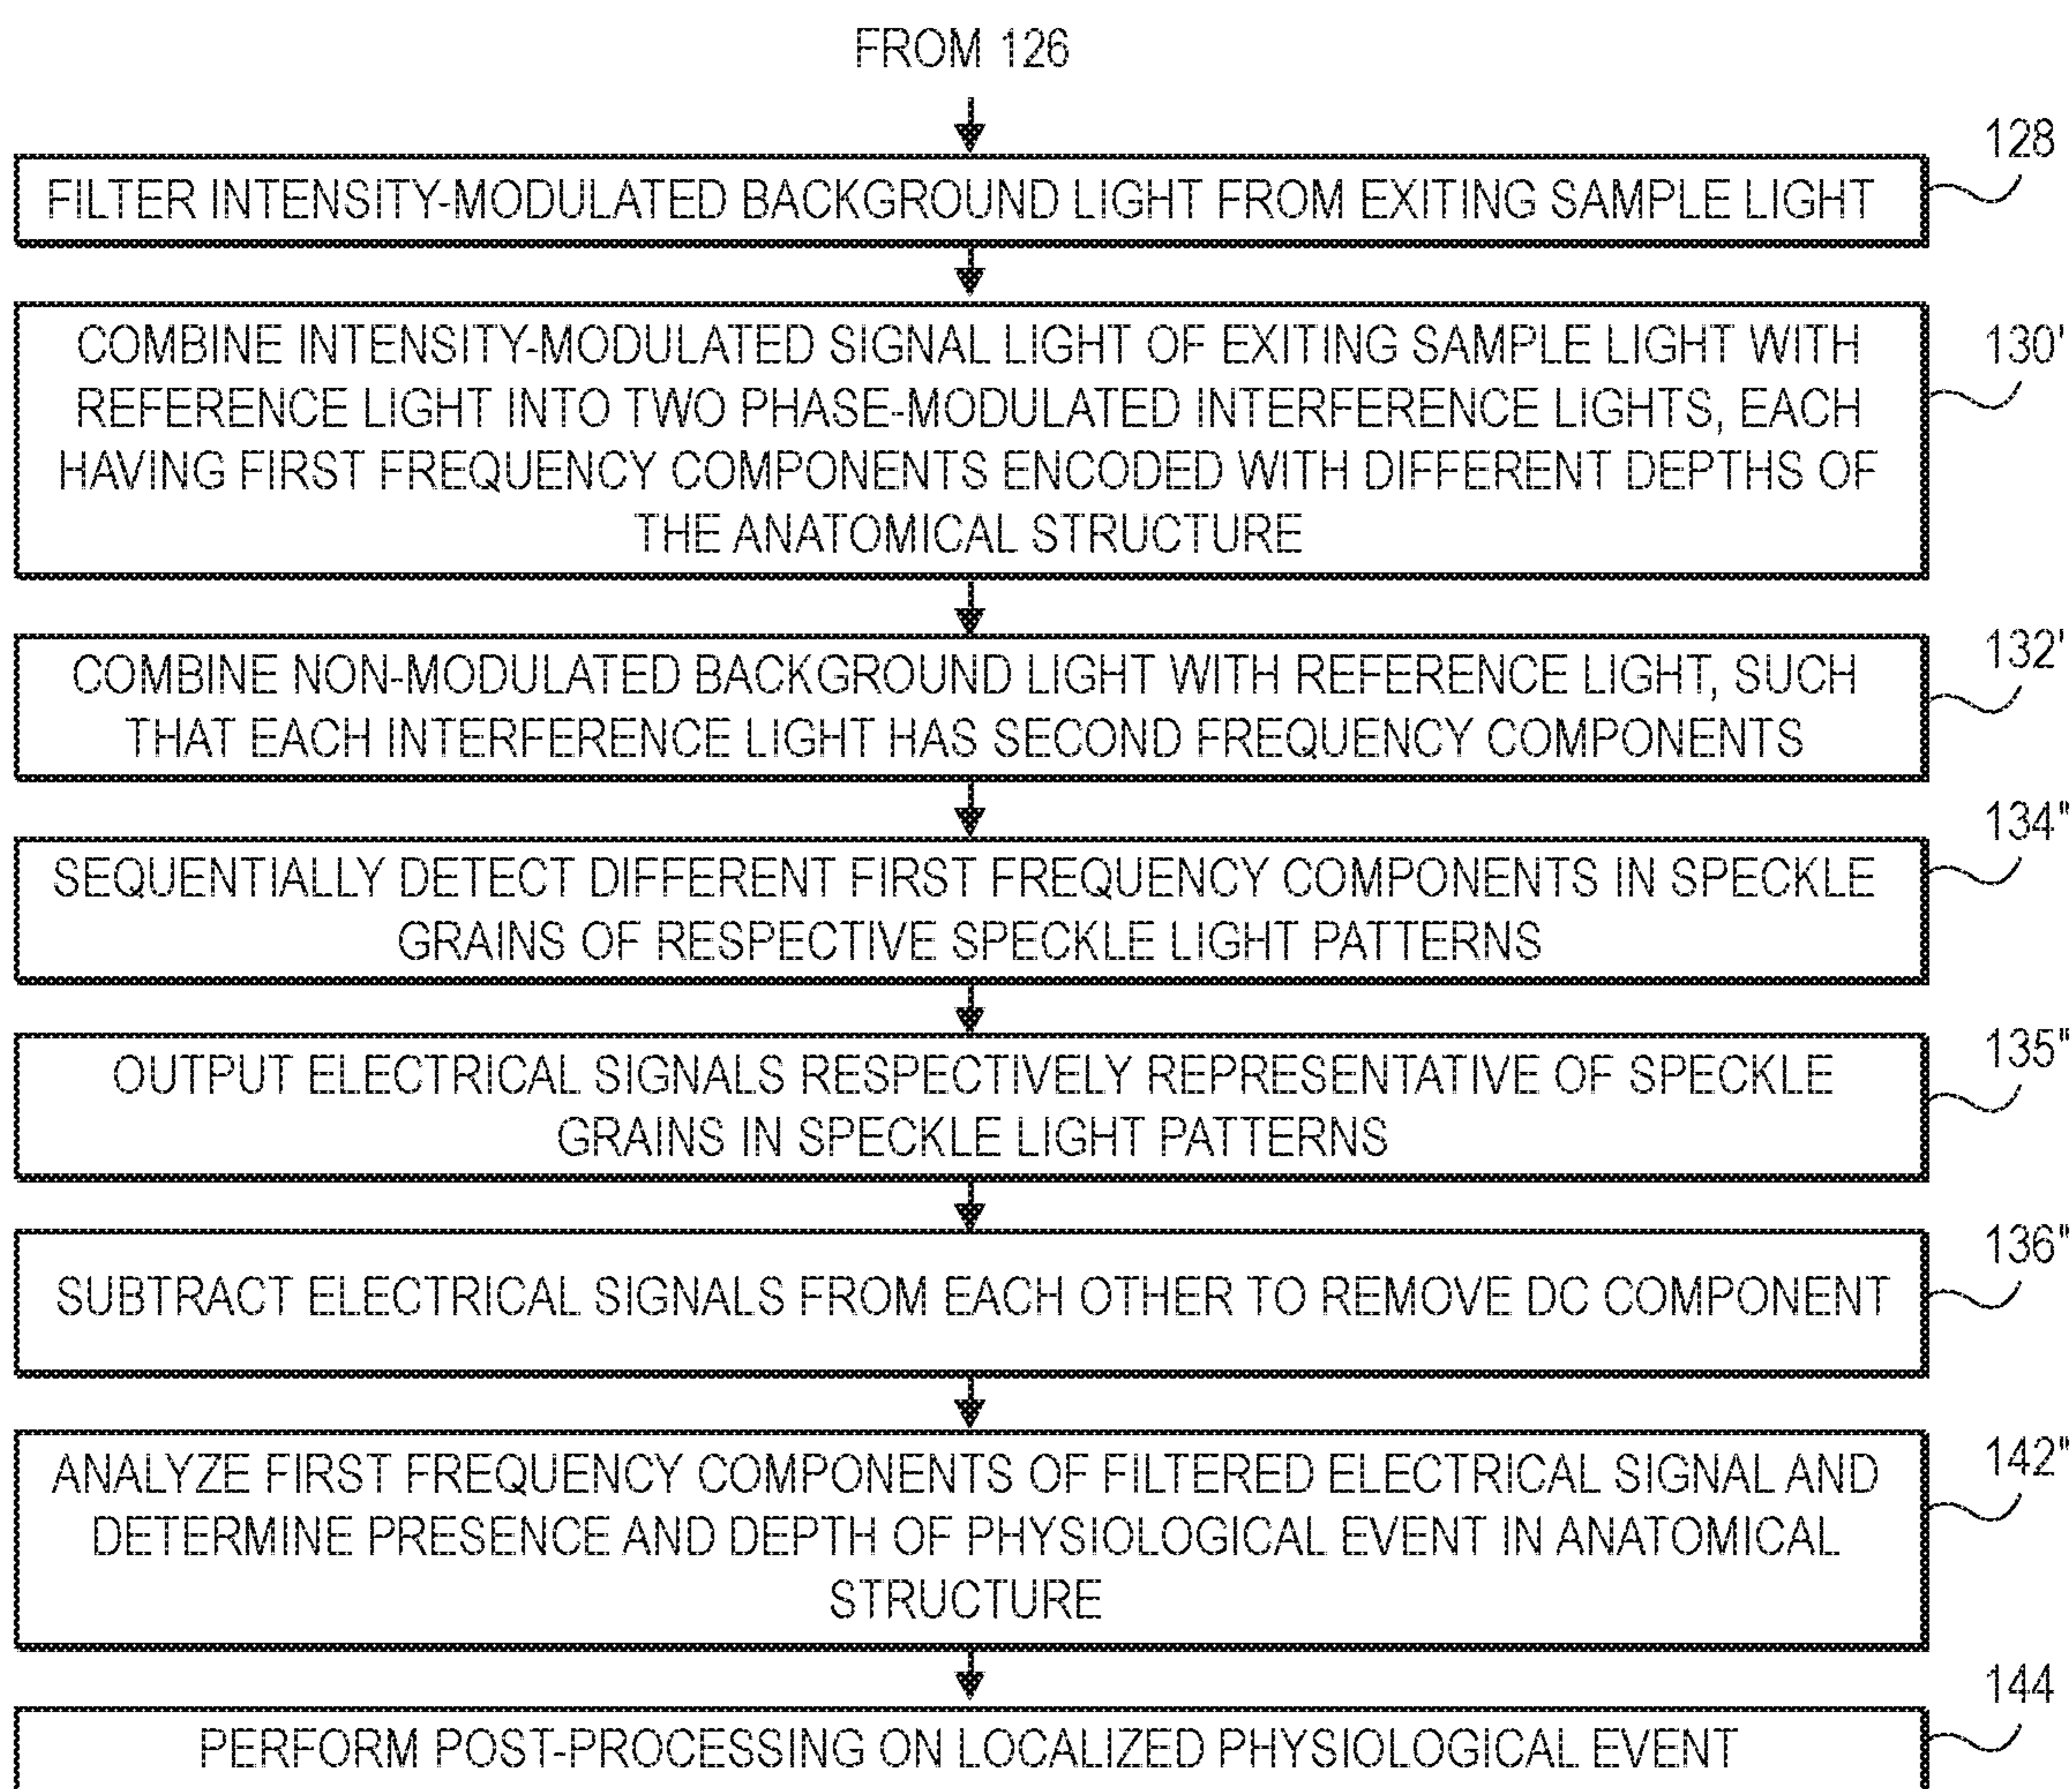 FROM 126
128
FILTER INTENSITY-MODULATED BACKGROUND LIGHT FROM EXITING SAMPLE LIGHT
130'
COMBINE INTENSITY-MODULATED SIGNAL LIGHT OF EXITING SAMPLE LIGHT WITH
REFERENCE LIGHT INTO TWO PHASE-MODULATED INTERFERENCE LIGHTS, EACH
HAVING FIRST FREQUENCY COMPONENTS ENCODED WITH DIFFERENT DEPTHS OF
THE ANATOMICAL STRUCTURE
132'
COMBINE NON-MODULATED BACKGROUND LIGHT WITH REFERENCE LIGHT, SUCH
THAT EACH INTERFERENCE LIGHT HAS SECOND FREQUENCY COMPONENTS
134"
SEQUENTIALLY DETECT DIFFERENT FIRST FREQUENCY COMPONENTS IN SPECKLE
GRAINS OF RESPECTIVE SPECKLE LIGHT PATTERNS
135"
OUTPUT ELECTRICAL SIGNALS RESPECTIVELY REPRESENTATIVE OF SPECKLE
GRAINS IN SPECKLE LIGHT PATTERNS
136"
SUBTRACT ELECTRICAL SIGNALS FROM EACH OTHER TO REMOVE DC COMPONENT
142"
ANALYZE FIRST FREQUENCY COMPONENTS OF FILTERED ELECTRICAL SIGNAL AND
DETERMINE PRESENCE AND DEPTH OF PHYSIOLOGICAL EVENT IN ANATOMICAL
STRUCTURE
144
PERFORM POST-PROCESSING ON LOCALIZED PHYSIOLOGICAL EVENT